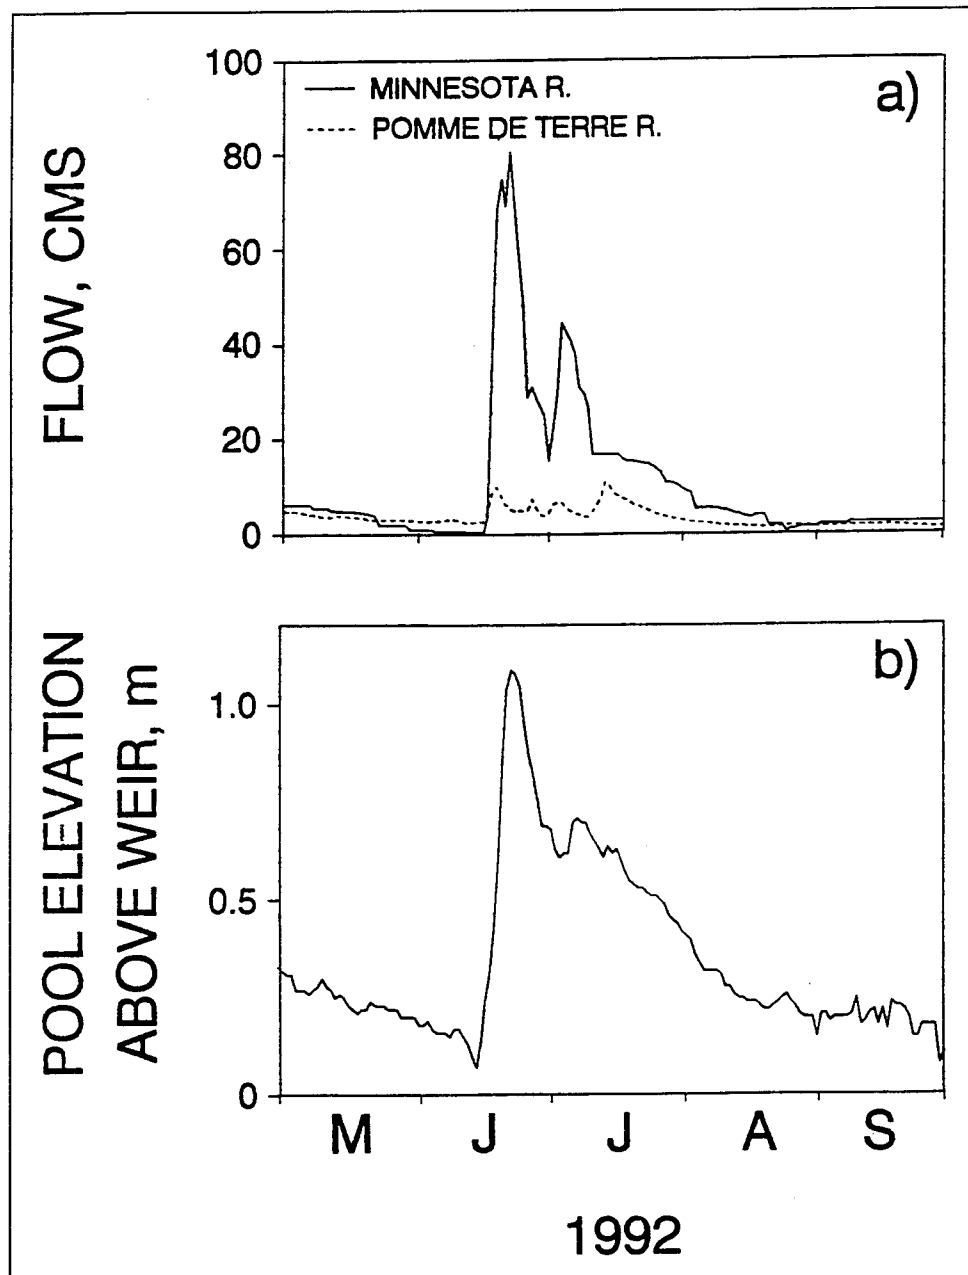 a)
MINNESOTA R.
POMME DE TERRE R.
FLOW, CMS
100
80
60
40
20
0
b)
POOL ELEVATION
ABOVE WEIR, m
1.0
0.5
0
M J J A S
1992